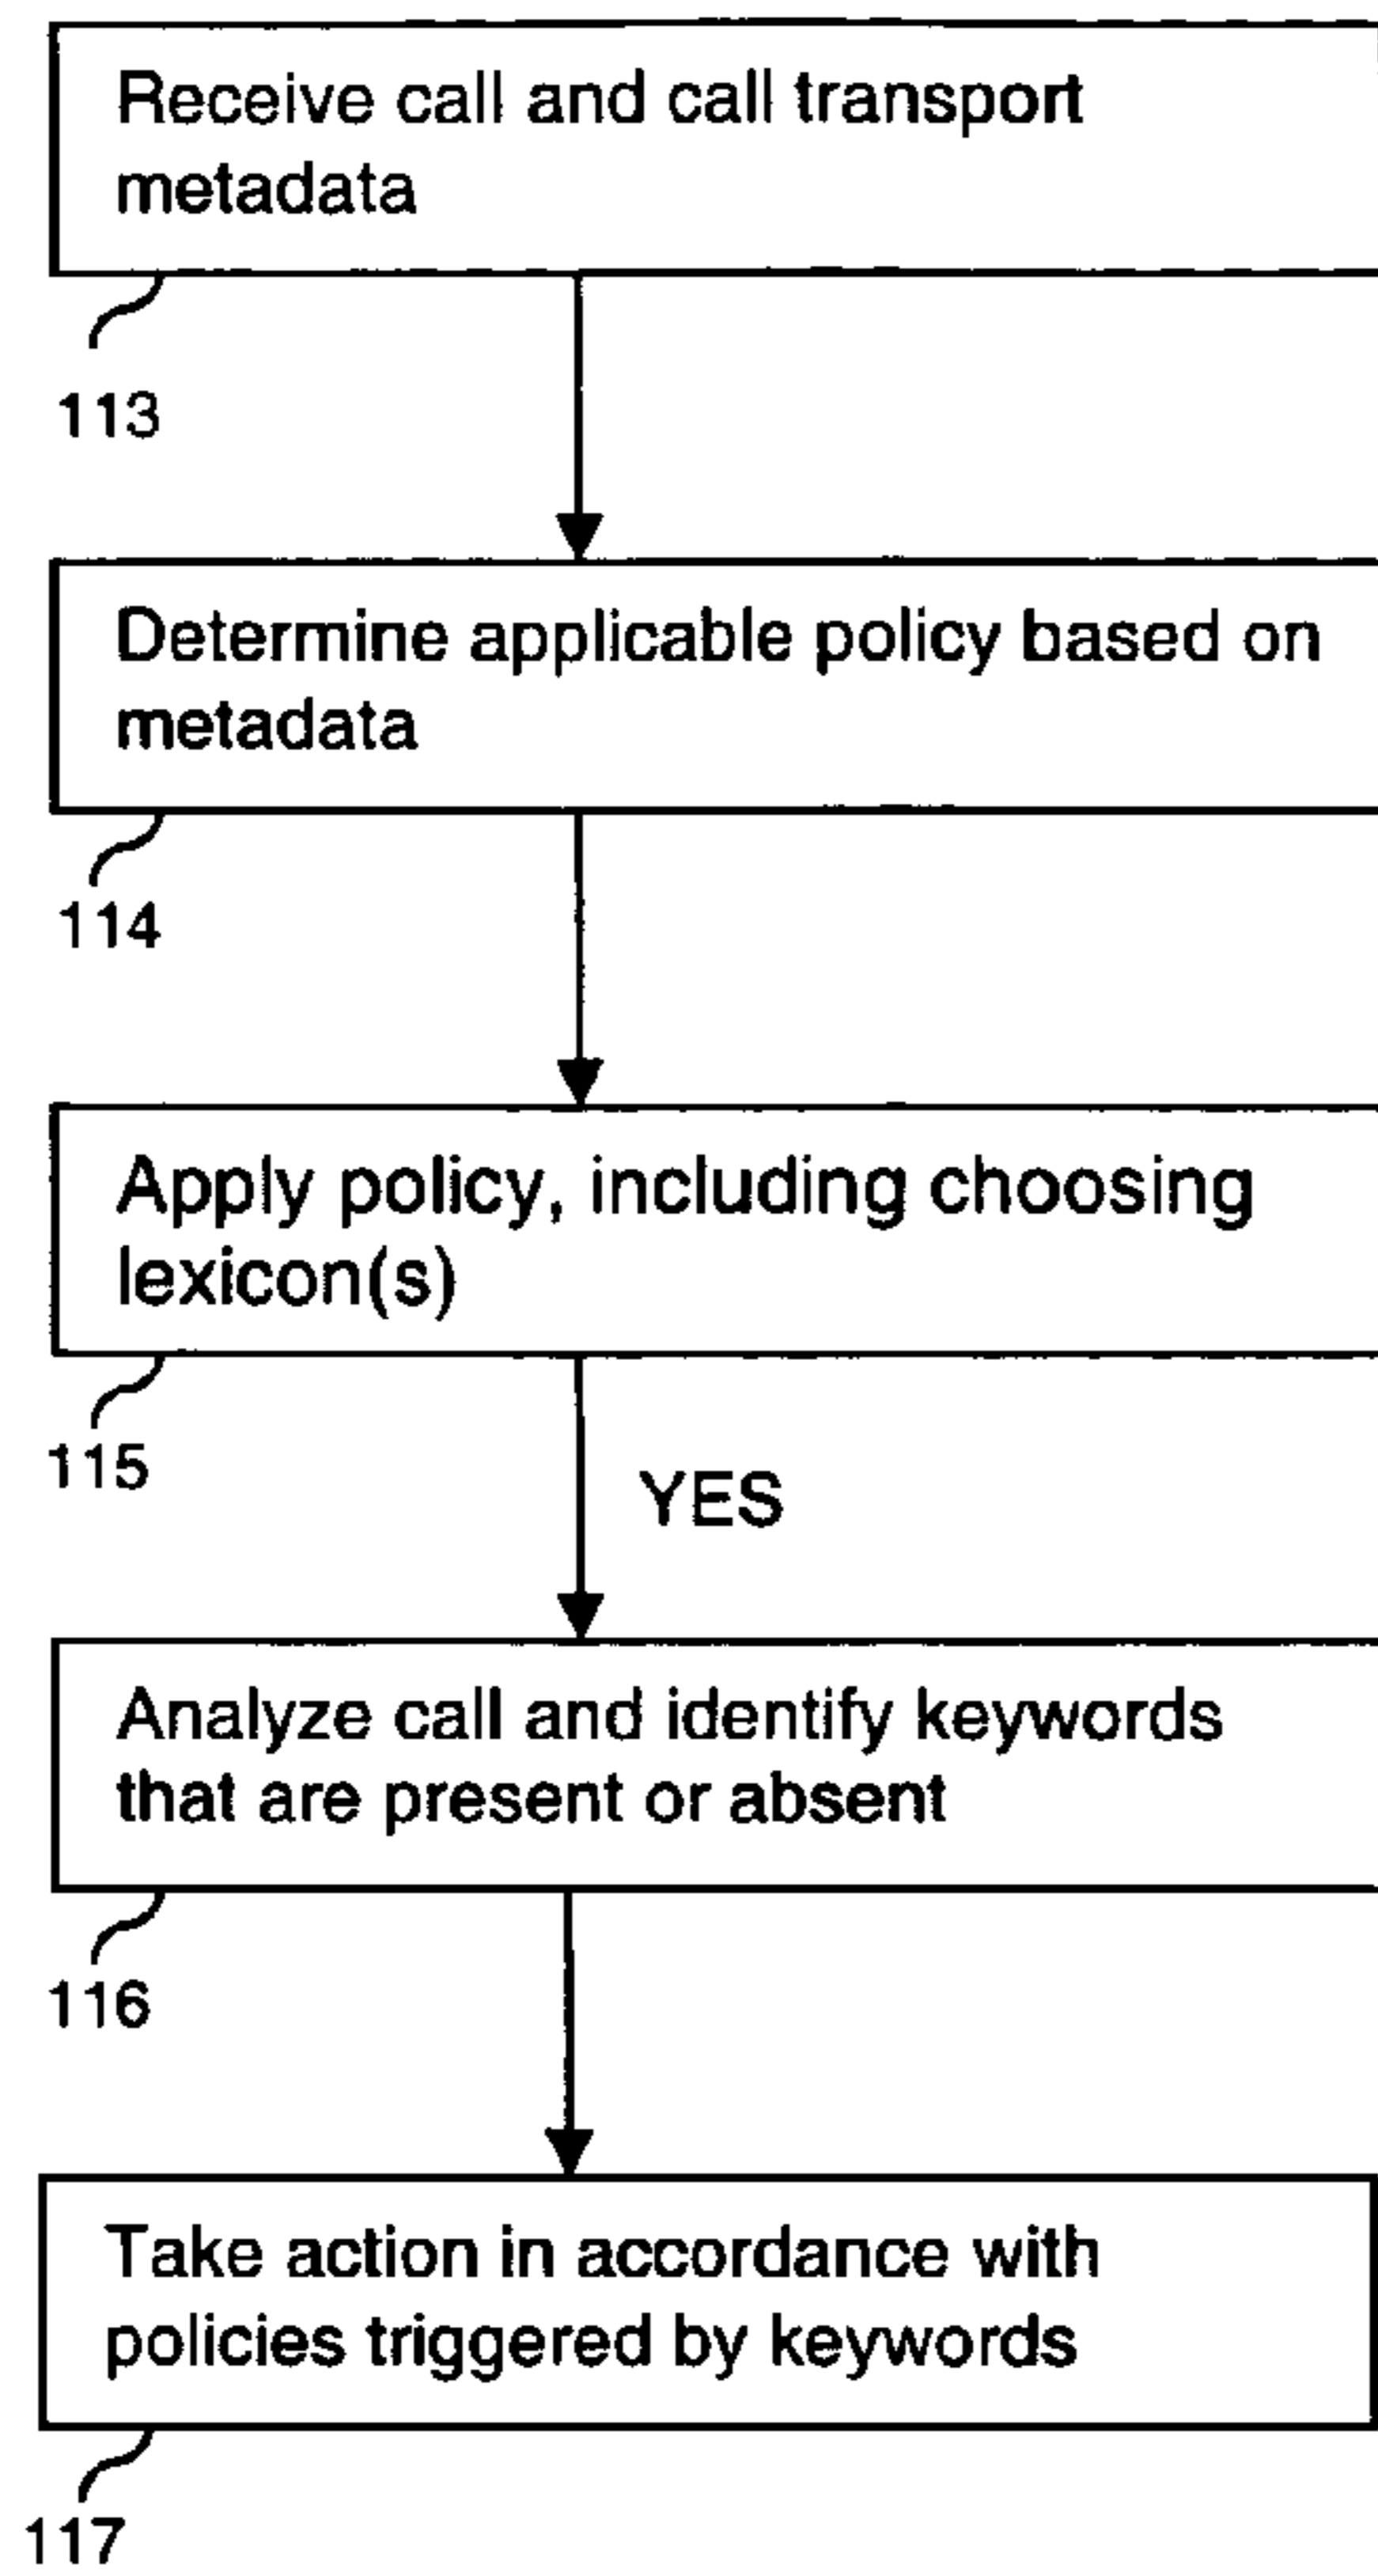 Receive call and call transport
metadata
113
Determine applicable policy based on
metadata
114
Apply policy, including choosing
lexicon(s)
115
YES
Analyze call and identify keywords
that are present or absent
116
Take action in accordance with
policies triggered by keywords
117